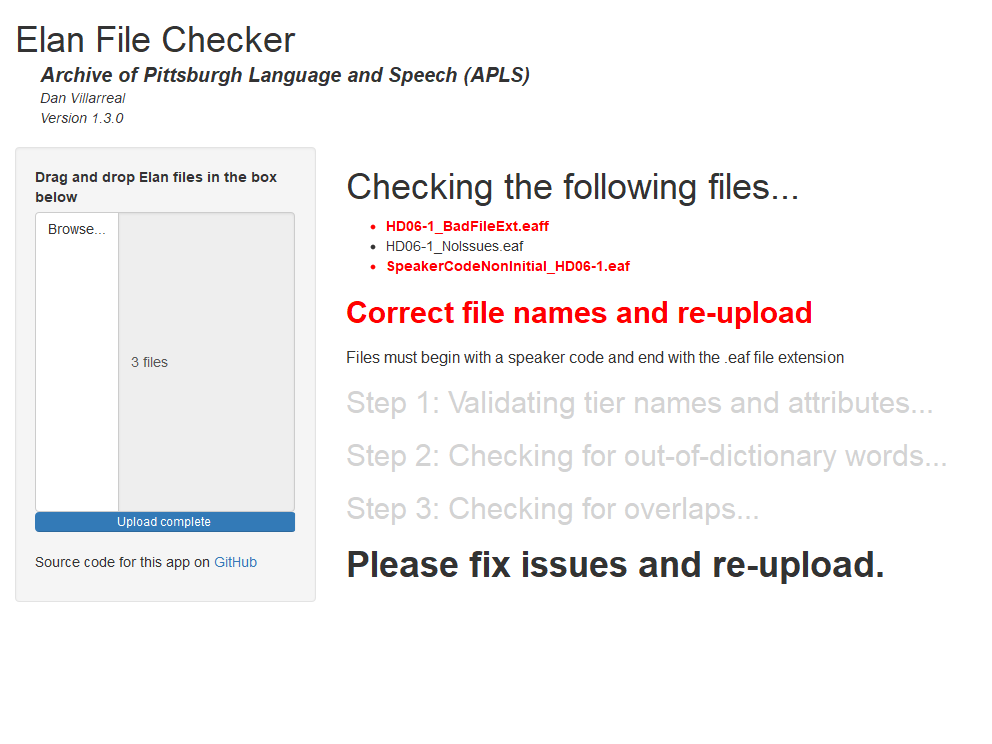 Elan File Checker
Archive of Pittsburgh Language and Speech (APLS)
Dan Villarreal
Version 1.3.0
Drag and drop Elan files in the box
below
Browse...
3 files
Upload complete
Source code for this app on GitHub
Checking the following files...
HD06-1_BadFileExt.eaff
HD06-1_NoIssues.eaf
SpeakerCodeNonInitial_HD06-1.eaf
Correct file names and re-upload
Files must begin with a speaker code and end with the .eaf file extension
Step 1: Validating tier names and attributes...
Step 2: Checking for out-of-dictionary words...
Step 3: Checking for overlaps...
Please fix issues and re-upload.